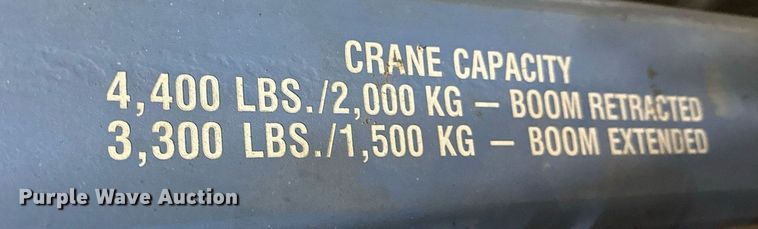 CRANE CAPACITY
4,400 LBS./2,000 KG — BOOM RETRACTED
3,300 LBS./1,500 KG — BOOM EXTENDED
Purple Wave Auction